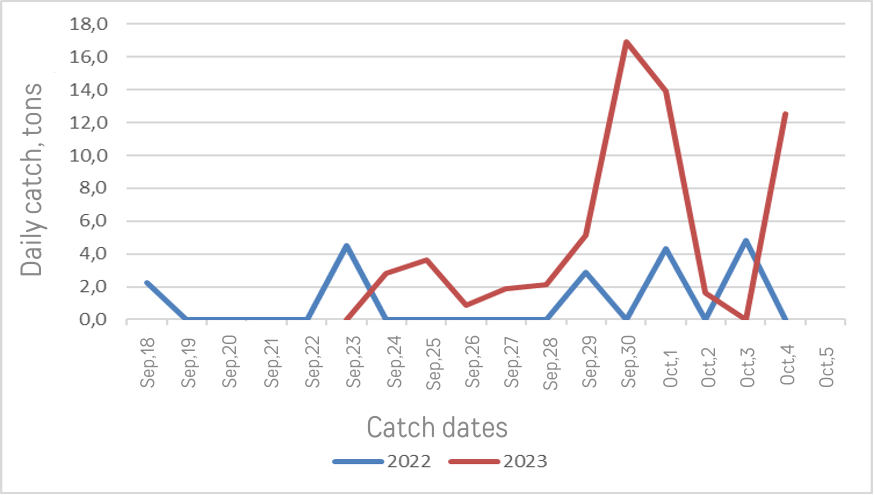 18,0
16,0
14,0
12,0
10,0
8,0
6,0
4,0
2,0
0,0
Daily catch, tons
Sep,18
Sep,19
Sep,20
Sep,21
Sep,22
Sep,23
Sep,24
Sep,25
Sep,26
Sep,27
Sep,28
Sep,29
Sep,30
Oct,1
Oct,2
Oct,3
Oct,4
Oct,5
Catch dates
2022 2023